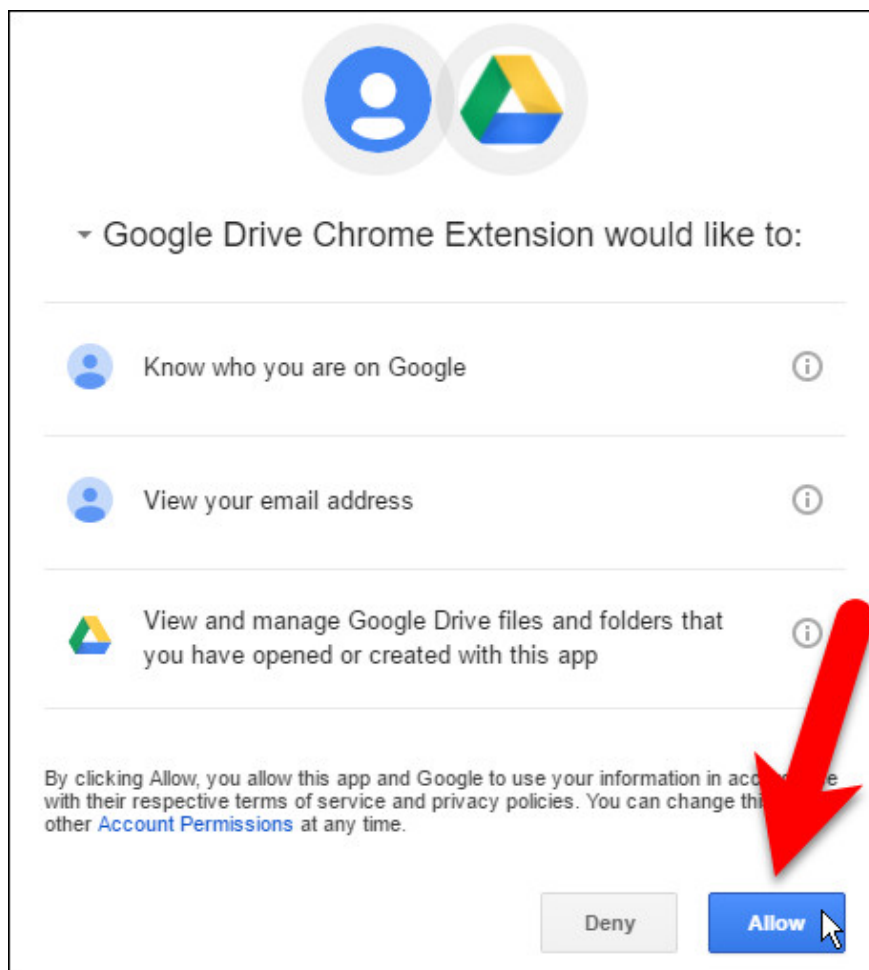 Google Drive Chrome Extension would like to:
Know who you are on Google
View your email address
View and manage Google Drive files and folders that
you have opened or created with this app
By clicking Allow, you allow this app and Google to use your information in
with their respective terms of service and privacy policies. You can change
other Account Permissions at any time.
Deny
Allow